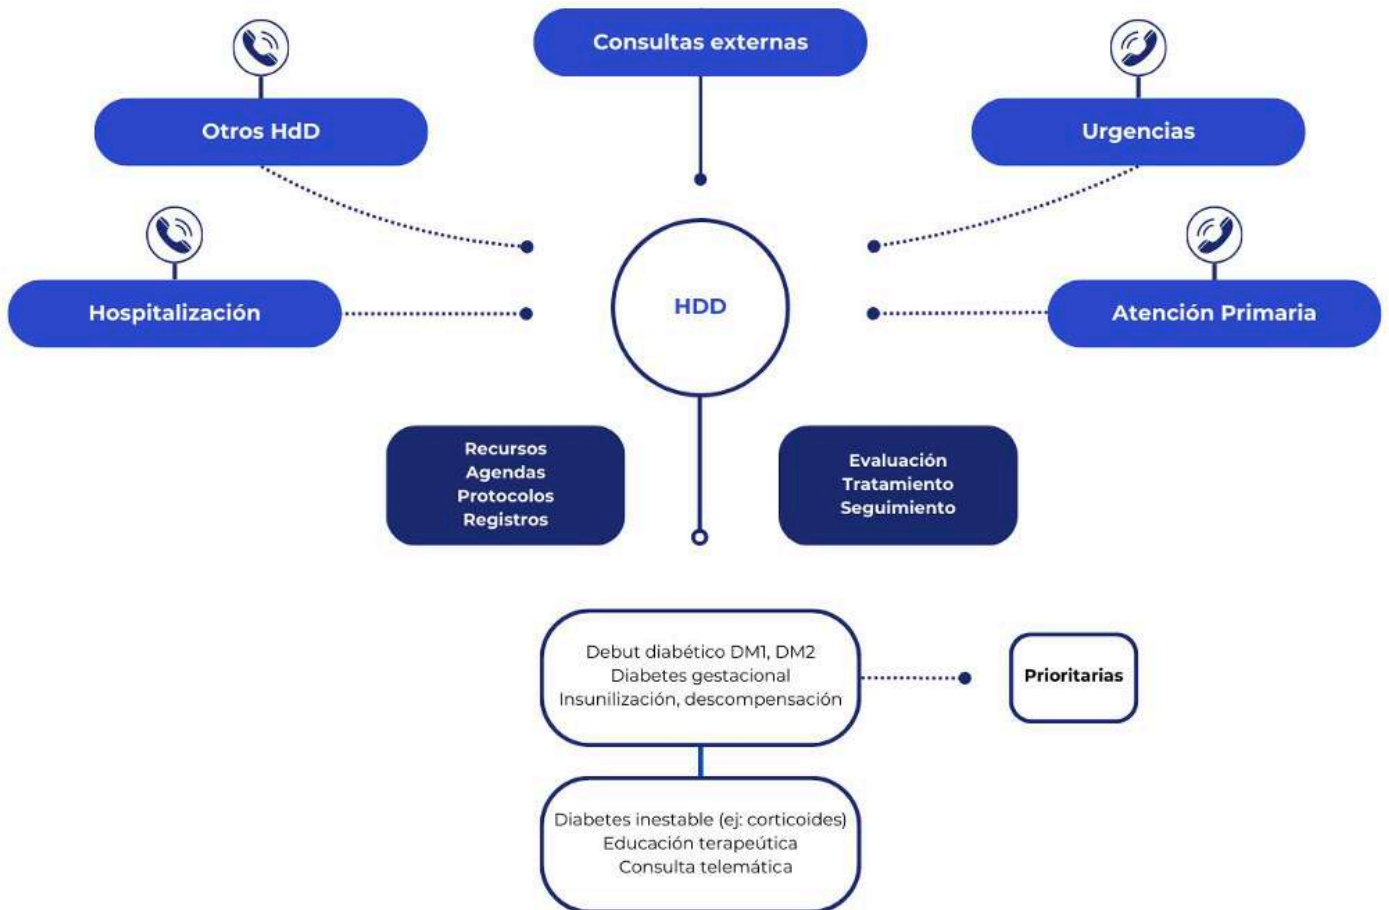 Consultas externas
Otros HdD
Urgencias
Hospitalización
HDD
Atención Primaria
Recursos
Agendas
Protocolos
Registros
Evaluación
Tratamiento
Seguimiento
Debut diabético DM1, DM2
Diabetes gestacional
Insunilización, descompensación
Prioritarias
Diabetes inestable (ej: corticoides)
Educación terapeútica
Consulta telemática